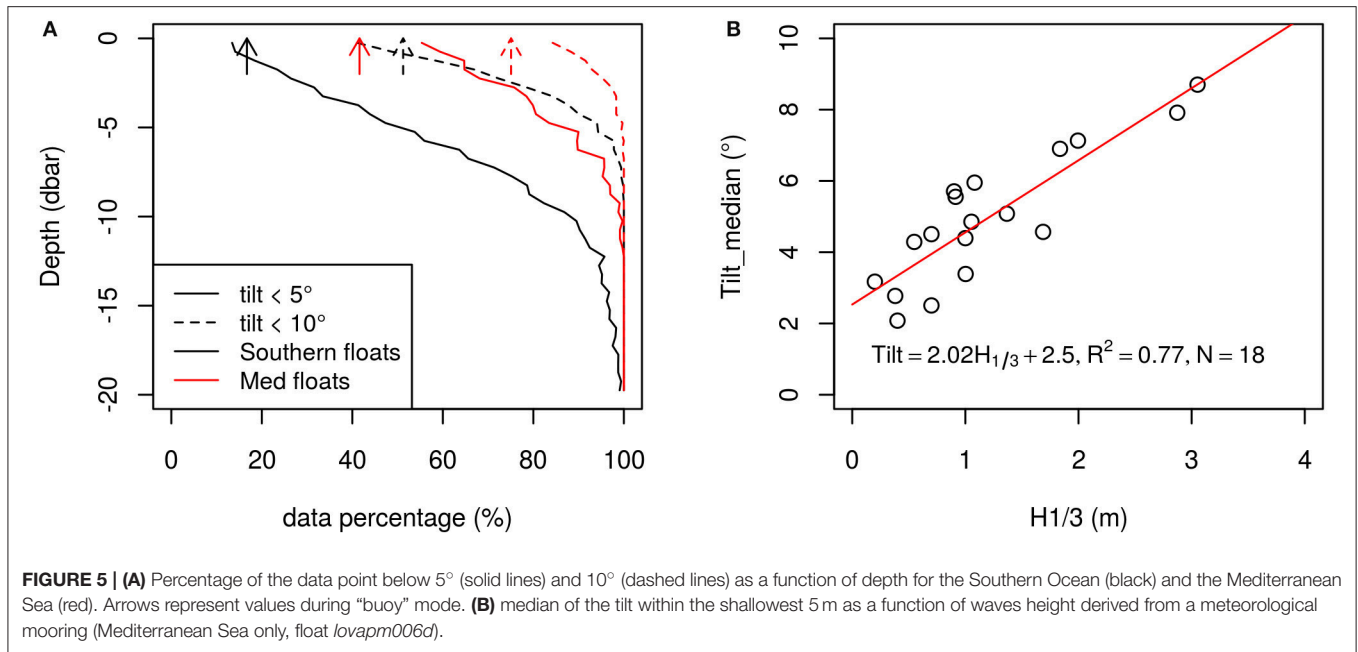 A
0
-5
-10
-15
-20
Depth (dbar)
tilt < 5°
tilt < 10°
Southern floats
Med floats
0 20 40 60 80 100
data percentage (%)
B
10
8
6
4
2
0
Tilt_median (°)
Tilt = 2.02H1/3 + 2.5, R² = 0.77, N = 18
0 1 2 3 4
H1/3 (m)
FIGURE 5 | (A) Percentage of the data point below 5° (solid lines) and 10° (dashed lines) as a function of depth for the Southern Ocean (black) and the Mediterranean
Sea (red). Arrows represent values during “buoy” mode. (B) median of the tilt within the shallowest 5 m as a function of waves height derived from a meteorological
mooring (Mediterranean Sea only, float lovapm006d).